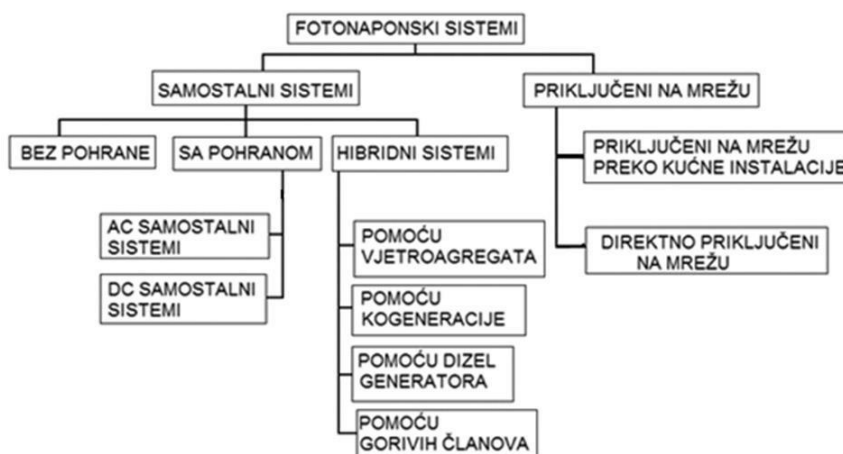 FOTONAPONSKI SISTEMI
SAMOSTALNI SISTEMI
PRIKLJUČENI NA MREŽU
BEZ POHRANE
SA POHRANOM
HIBRIDNI SISTEMI
PRIKLJUČENI NA MREŽU
PREKO KUĆNE INSTALACIJE
AC SAMOSTALNI
SISTEMI
DC SAMOSTALNI
SISTEMI
POMOĆU
VJETROAGREGATA
POMOĆU
KOGENERACIJE
POMOĆU DIZEL
GENERATORA
POMOĆU
GORIVIH ČLANOVA
DIREKTNO PRIKLJUČENI
NA MREŽU